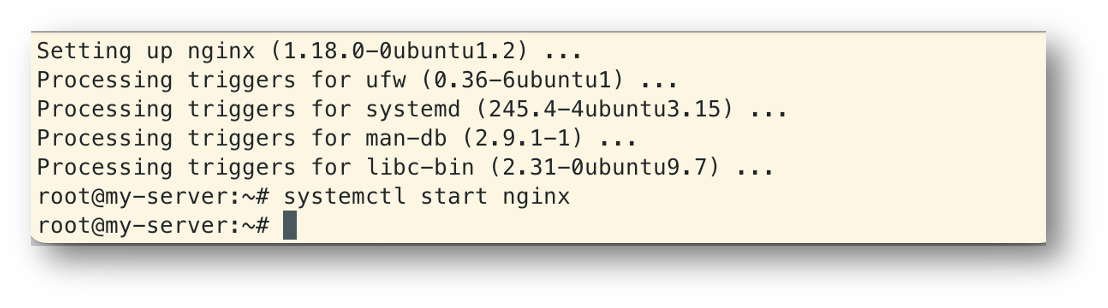 Setting up nginx (1.18.0-0ubuntu1.2) ...
Processing triggers for ufw (0.36-6ubuntu1) ...
Processing triggers for systemd (245.4-4ubuntu3.15) ...
Processing triggers for man-db (2.9.1-1) ...
Processing triggers for libc-bin (2.31-0ubuntu9.7) ...
root@my-server:~# systemctl start nginx
root@my-server:~#